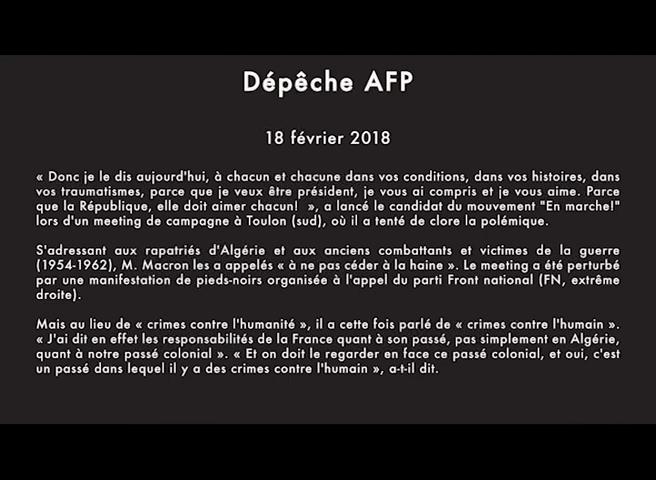 Dépêche AFP
18 février 2018
« Donc je le dis aujourd'hui, à chacun et chacune dans vos conditions, dans vos histoires, dans
vos traumatismes, parce que je veux être président, je vous ai compris et je vous aime. Parce
que la République, elle doit aimer chacun! », a lancé le candidat du mouvement "En marche!"
lors d'un meeting de campagne à Toulon (sud), où il a tenté de clore la polémique.
S'adressant aux rapatriés d'Algérie et aux anciens combattants et victimes de la guerre
(1954-1962), M. Macron les a appelés « à ne pas céder à la haine ». Le meeting a été perturbé
par une manifestation de pieds-noirs organisée à l'appel du parti Front national (FN, extrême
droite).
Mais au lieu de « crimes contre l'humanité », il a cette fois parlé de « crimes contre l'humain ».
« J'ai dit en effet les responsabilités de la France quant à son passé, pas simplement en Algérie,
quant à notre passé colonial ». « Et on doit le regarder en face ce passé colonial, et oui, c'est
un passé dans lequel il y a des crimes contre l'humain », a-t-il dit.